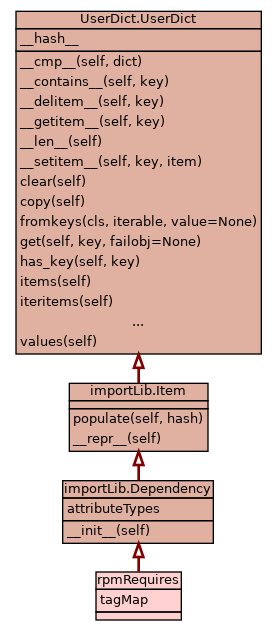 UserDict.UserDict
__hash__
__cmp__(self, dict)
__contains__(self, key)
__delitem__(self, key)
__getitem__(self, key)
__len__(self)
__setitem__(self, key, item)
clear(self)
copy(self)
fromkeys(cls, iterable, value=None)
get(self, key, failobj=None)
has_key(self, key)
items(self)
iteritems(self)
...
values(self)
importLib.Item
populate(self, hash)
__repr__(self)
importLib.Dependency
attributeTypes
__init__(self)
rpmRequires
tagMap